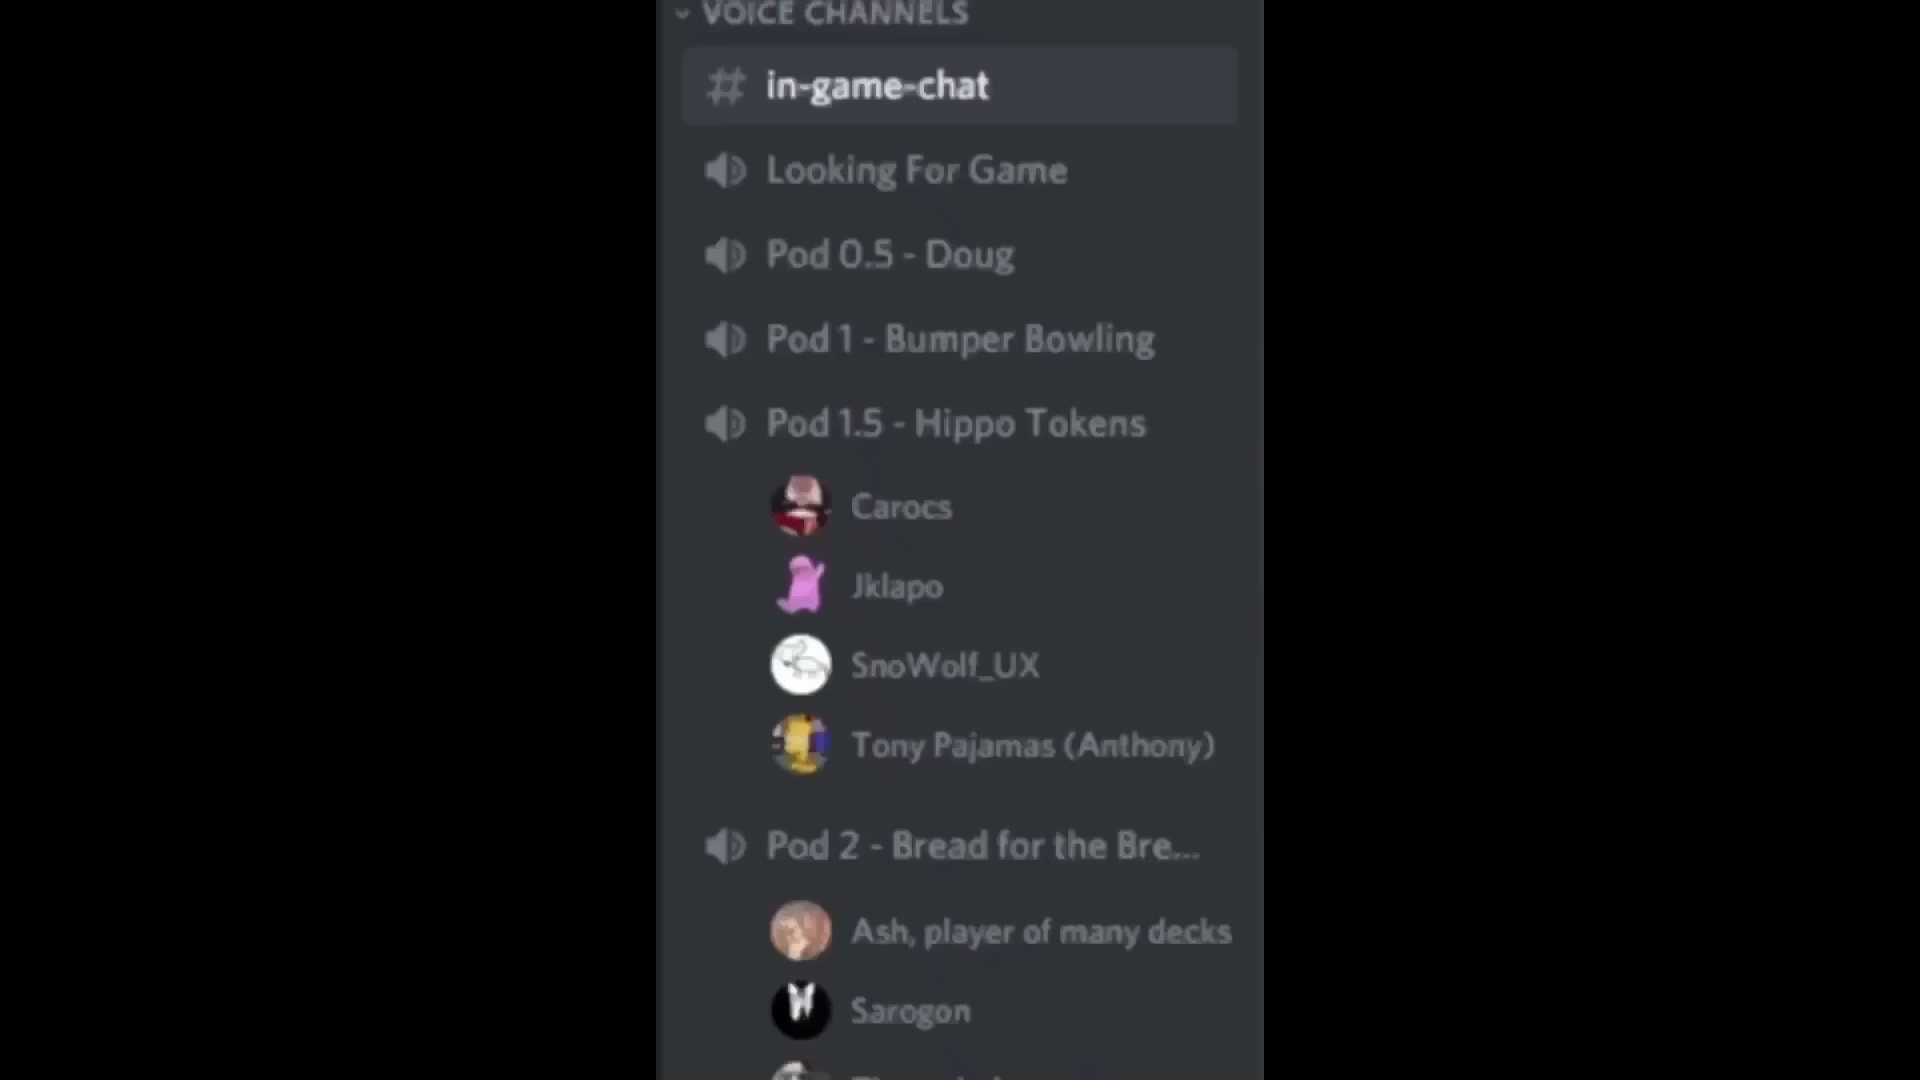 VOICE CHANNELS
# in-game-chat
Looking For Game
Pod 0.5 - Doug
Pod 1 - Bumper Bowling
Pod 1.5 - Hippo Tokens
Carocs
Jklapo
SnoWolf_UX
Tony Pajamas (Anthony)
Pod 2 - Bread for the Bre...
Ash, player of many decks
W
Sarogon